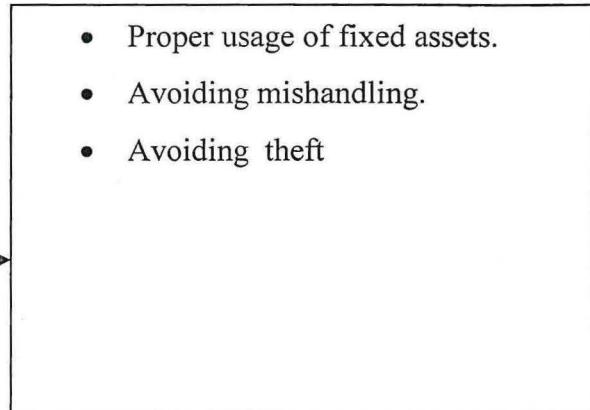 • Proper usage of fixed assets.
• Avoiding mishandling.
• Avoiding theft